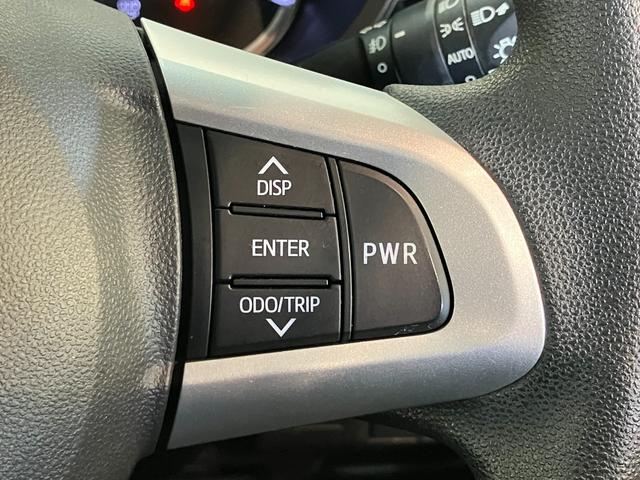 AUTO
DISP
ENTER
PWR
ODO/TRIP